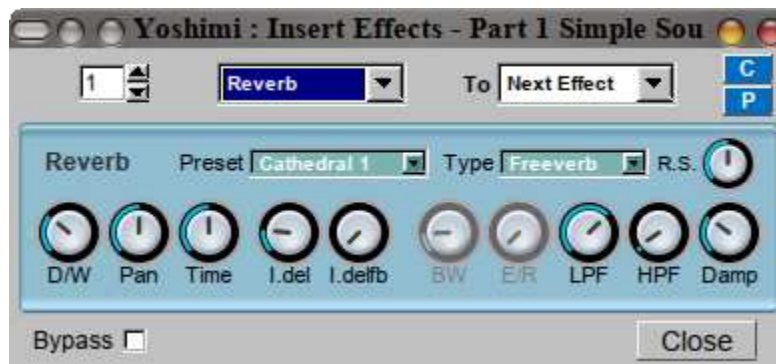 Yoshimi : Insert Effects - Part 1 Simple Sou
1 Reverb To Next Effect C
P
Reverb Preset Cathedral 1 Type Freeverb R.S.
D/W Pan Time I.del I.delfb BW E/R LPF HPF Damp
Bypass Close